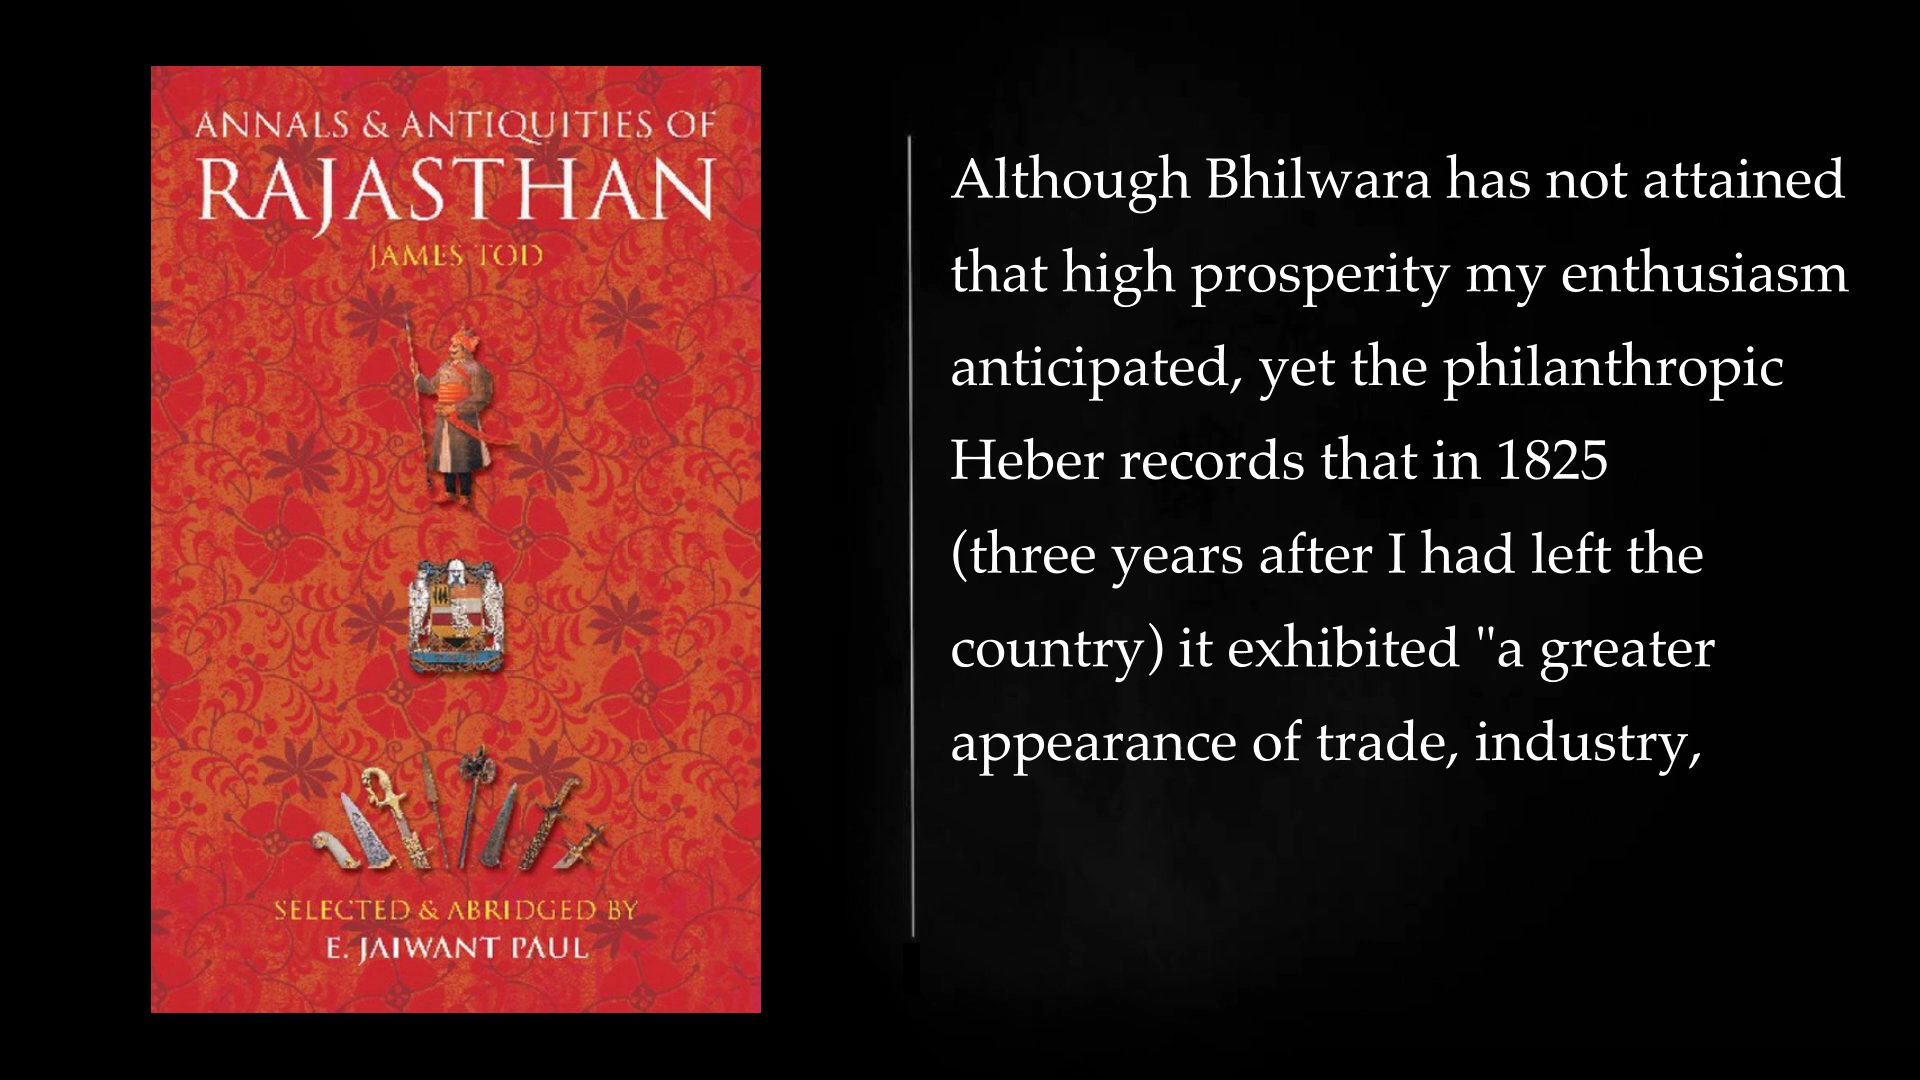 ANNALS & ANTIQUITIES OF
RAJASTHAN
JAMES TOD
SELECTED & ABRIDGED BY
E. JAIWANT PAUL
Although Bhilwara has not attained
that high prosperity my enthusiasm
anticipated, yet the philanthropic
Heber records that in 1825
(three years after I had left the
country) it exhibited "a greater
appearance of trade, industry,